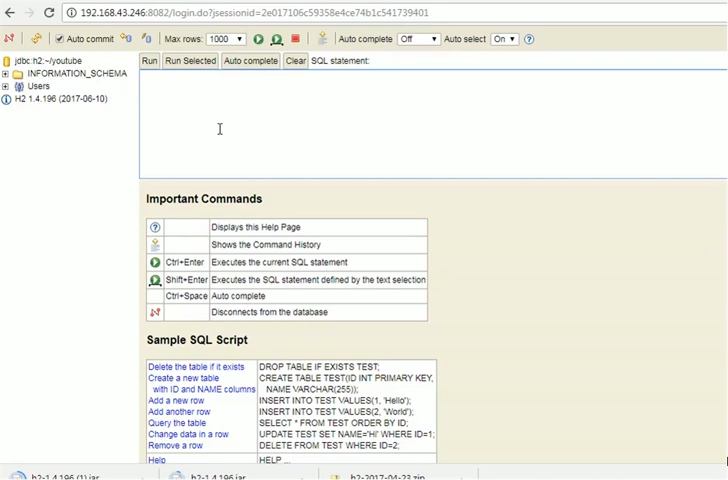 192.168.43.246:8082/login.do?jsessionid=2e017106c59358e4ce74b1c541739401
Auto commit Max rows: 1000 Auto complete Off Auto select On
jdbc:h2:~/youtube
INFORMATION_SCHEMA
Users
H2 1.4.196 (2017-06-10)
Run Run Selected Auto complete Clear SQL statement:
Important Commands
Displays this Help Page
Shows the Command History
Ctrl+Enter Executes the current SQL statement
Shift+Enter Executes the SQL statement defined by the text selection
Ctrl+Space Auto complete
Disconnects from the database
Sample SQL Script
Delete the table if it exists DROP TABLE IF EXISTS TEST;
Create a new table CREATE TABLE TEST(ID INT PRIMARY KEY,
with ID and NAME columns NAME VARCHAR(255));
Add a new row INSERT INTO TEST VALUES(1, 'Hello');
Add another row INSERT INTO TEST VALUES(2, 'World');
Query the table SELECT * FROM TEST ORDER BY ID;
Change data in a row UPDATE TEST SET NAME='Hi' WHERE ID=1;
Remove a row DELETE FROM TEST WHERE ID=2;
Help HELP ...
h2-1.4.196 (1).jar h2-1.4.196.jar h2-2017-04-23.zip